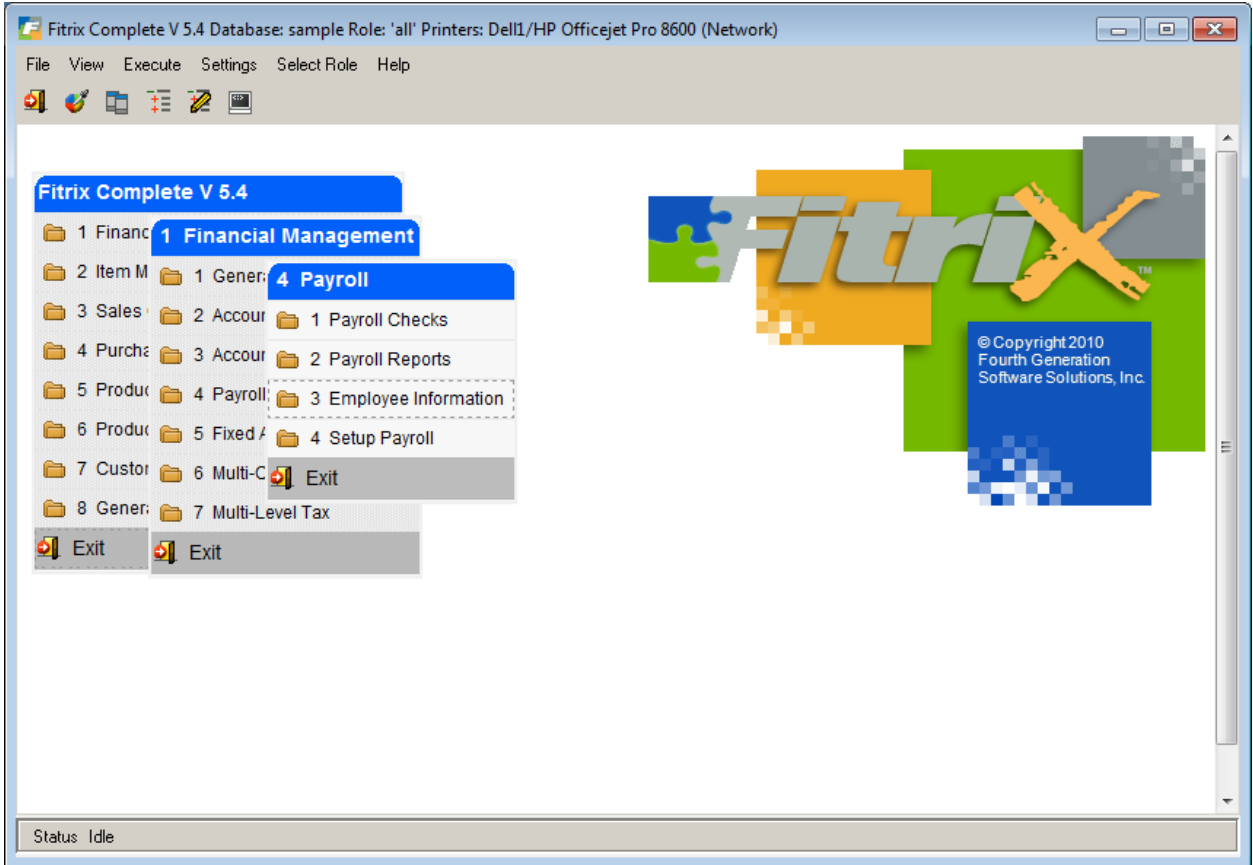 Fitrix Complete V 5.4 Database: sample Role: 'all' Printers: Dell1/HP Officejet Pro 8600 (Network)
File View Execute Settings Select Role Help
Fitrix Complete V 5.4
1 Financ
2 Item M
3 Sales
4 Purcha
5 Produc
6 Produc
7 Custor
8 Genera
Exit
1 Financial Management
1 Genera
2 Accour
3 Accour
4 Payroll
5 Fixed A
6 Multi-C
7 Multi-Level Tax
Exit
4 Payroll
1 Payroll Checks
2 Payroll Reports
3 Employee Information
4 Setup Payroll
Exit
FitriX™
© Copyright 2010
Fourth Generation
Software Solutions, Inc.
Status Idle